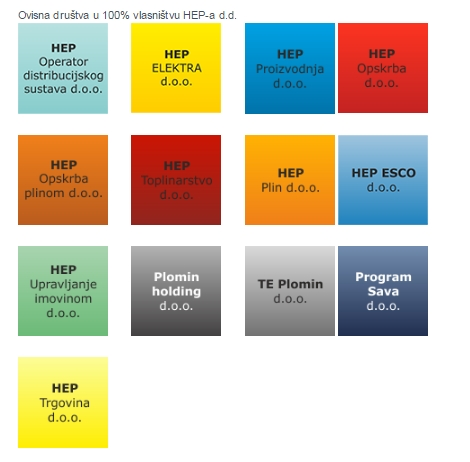 Ovisna društva u 100% vlasništvu HEP-a d.d.
HEP
Operator
distribucijskog
sustava d.o.o.
HEP
ELEKTRA
d.o.o.
HEP
Proizvodnja
d.o.o.
HEP
Opskrba
d.o.o.
HEP
Opskrba
plinom d.o.o.
HEP
Toplinarstvo
d.o.o.
HEP
Plin d.o.o.
HEP ESCO
d.o.o.
HEP
Upravljanje
imovinom
d.o.o.
Plomin
holding
d.o.o.
TE Plomin
d.o.o.
Program
Sava
d.o.o.
HEP
Trgovina
d.o.o.